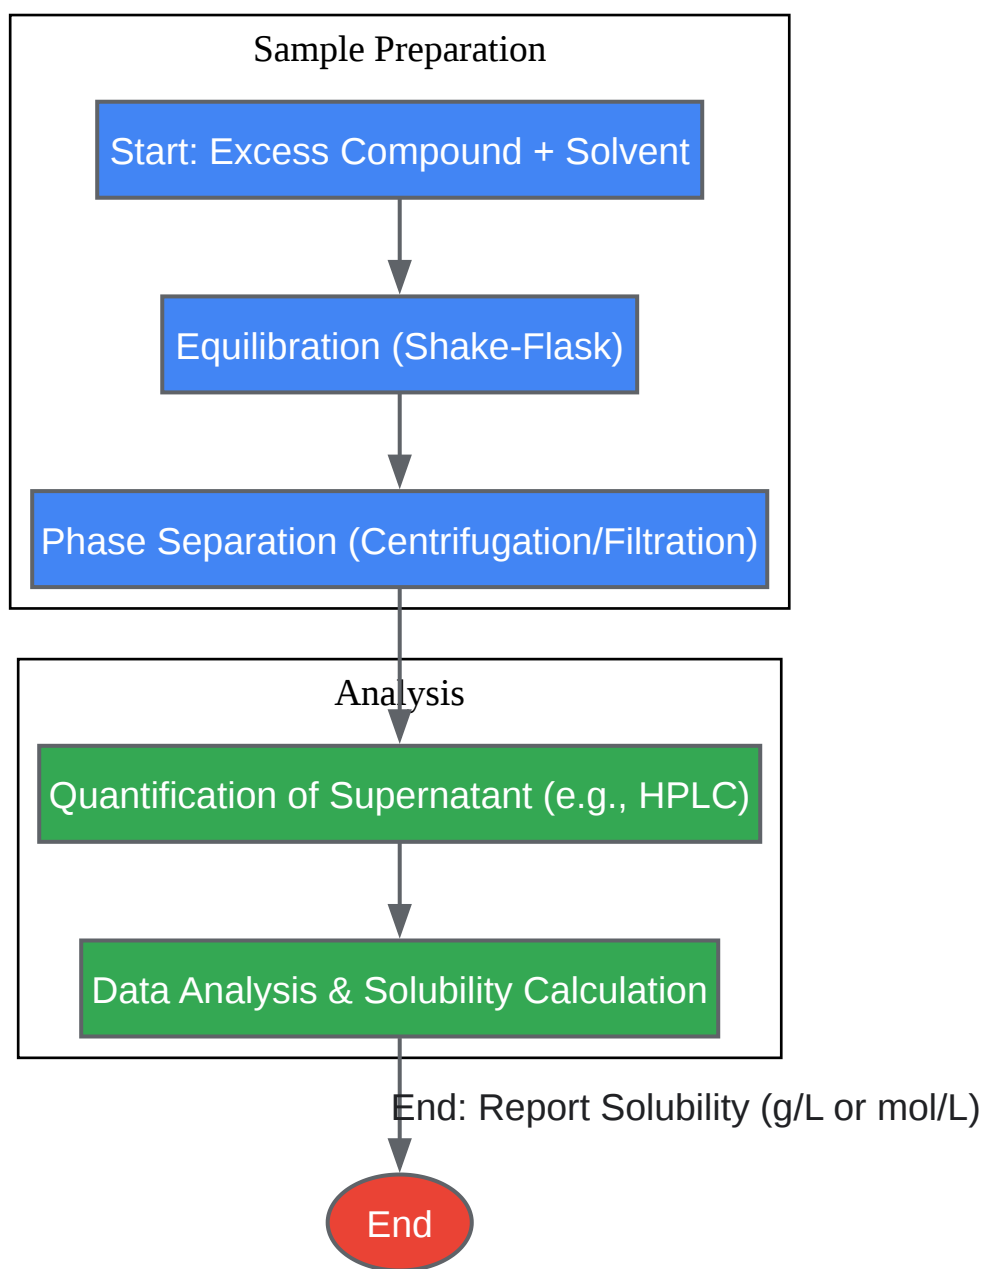 Sample Preparation
Start: Excess Compound + Solvent
Equilibration (Shake-Flask)
Phase Separation (Centrifugation/Filtration)
Analysis
Quantification of Supernatant (e.g., HPLC)
Data Analysis & Solubility Calculation
End: Report Solubility (g/L or mol/L)
End